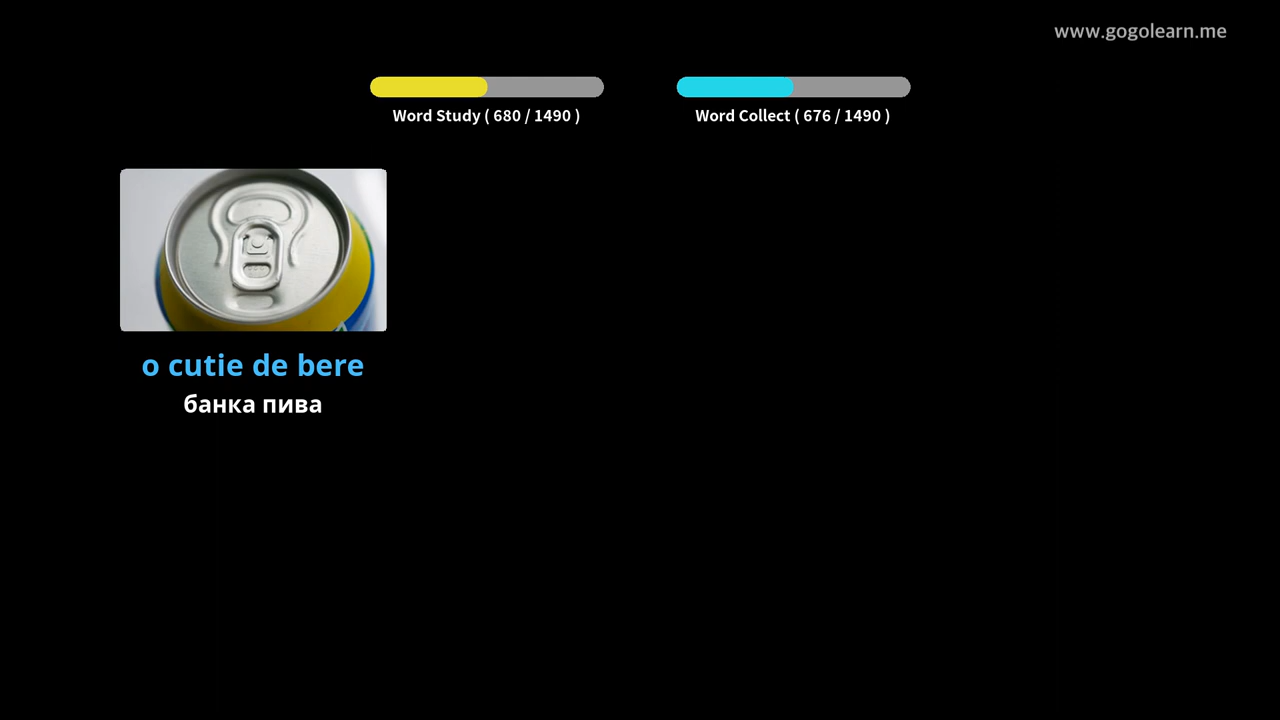 www.gogolearn.me
Word Study ( 680 / 1490 )
Word Collect ( 676 / 1490 )
o cutie de bere
банка пива